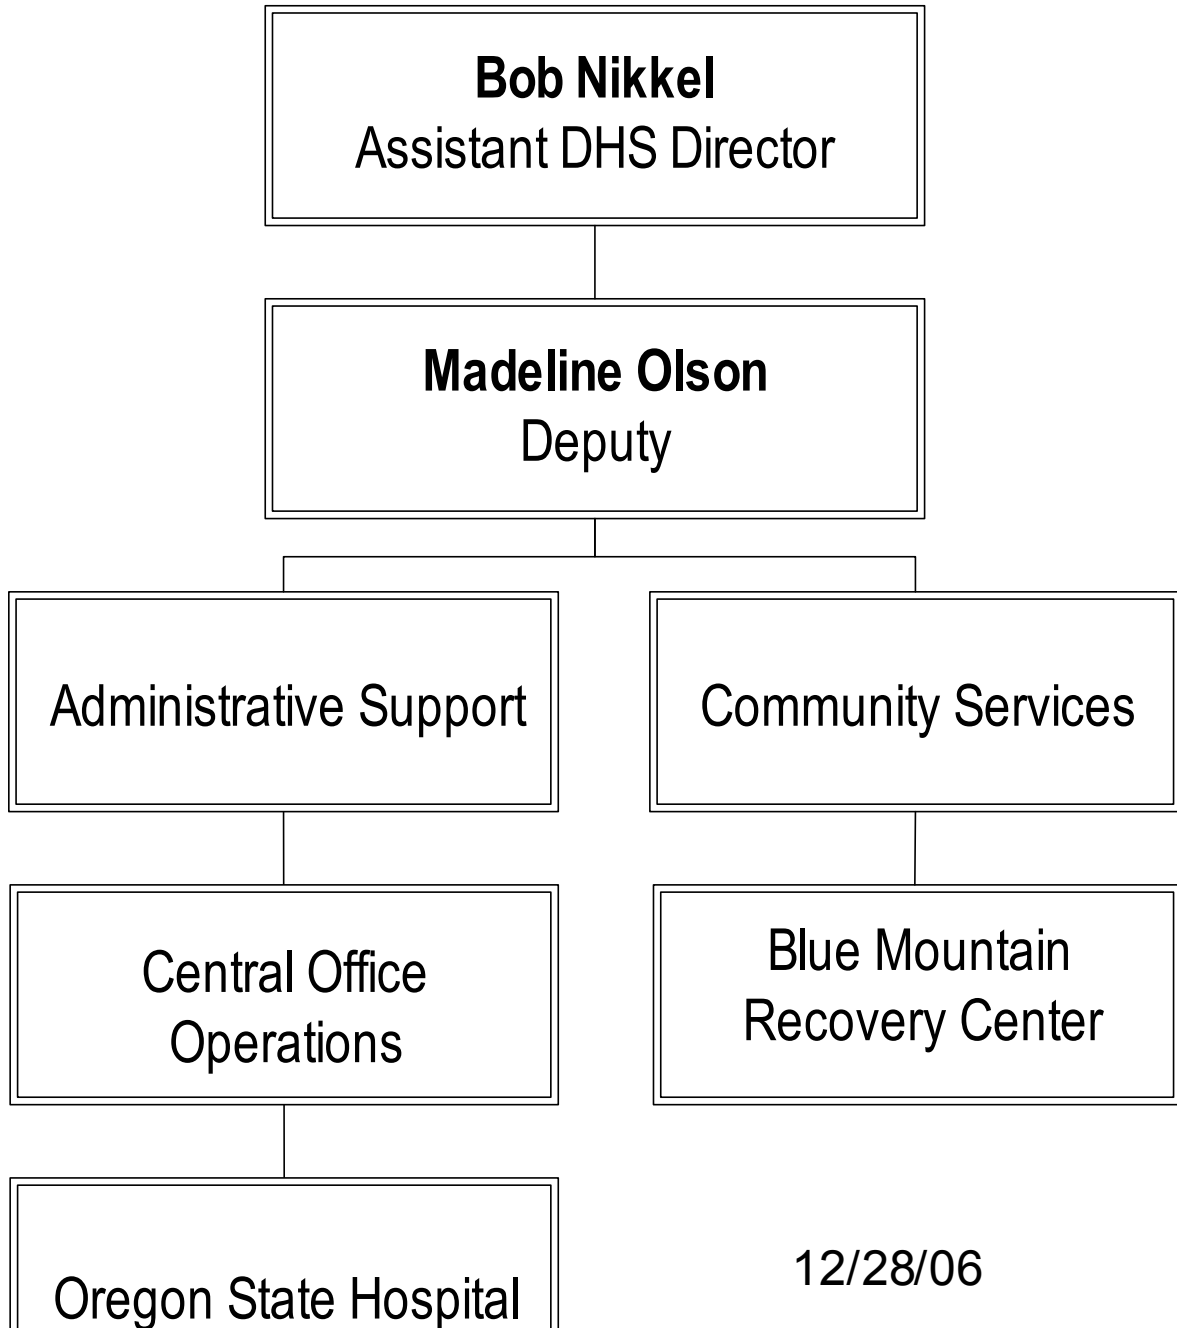 Bob Nikkel
Assistant DHS Director
Madeline Olson
Deputy
Administrative Support
Community Services
Central Office
Operations
Blue Mountain
Recovery Center
Oregon State Hospital
12/28/06